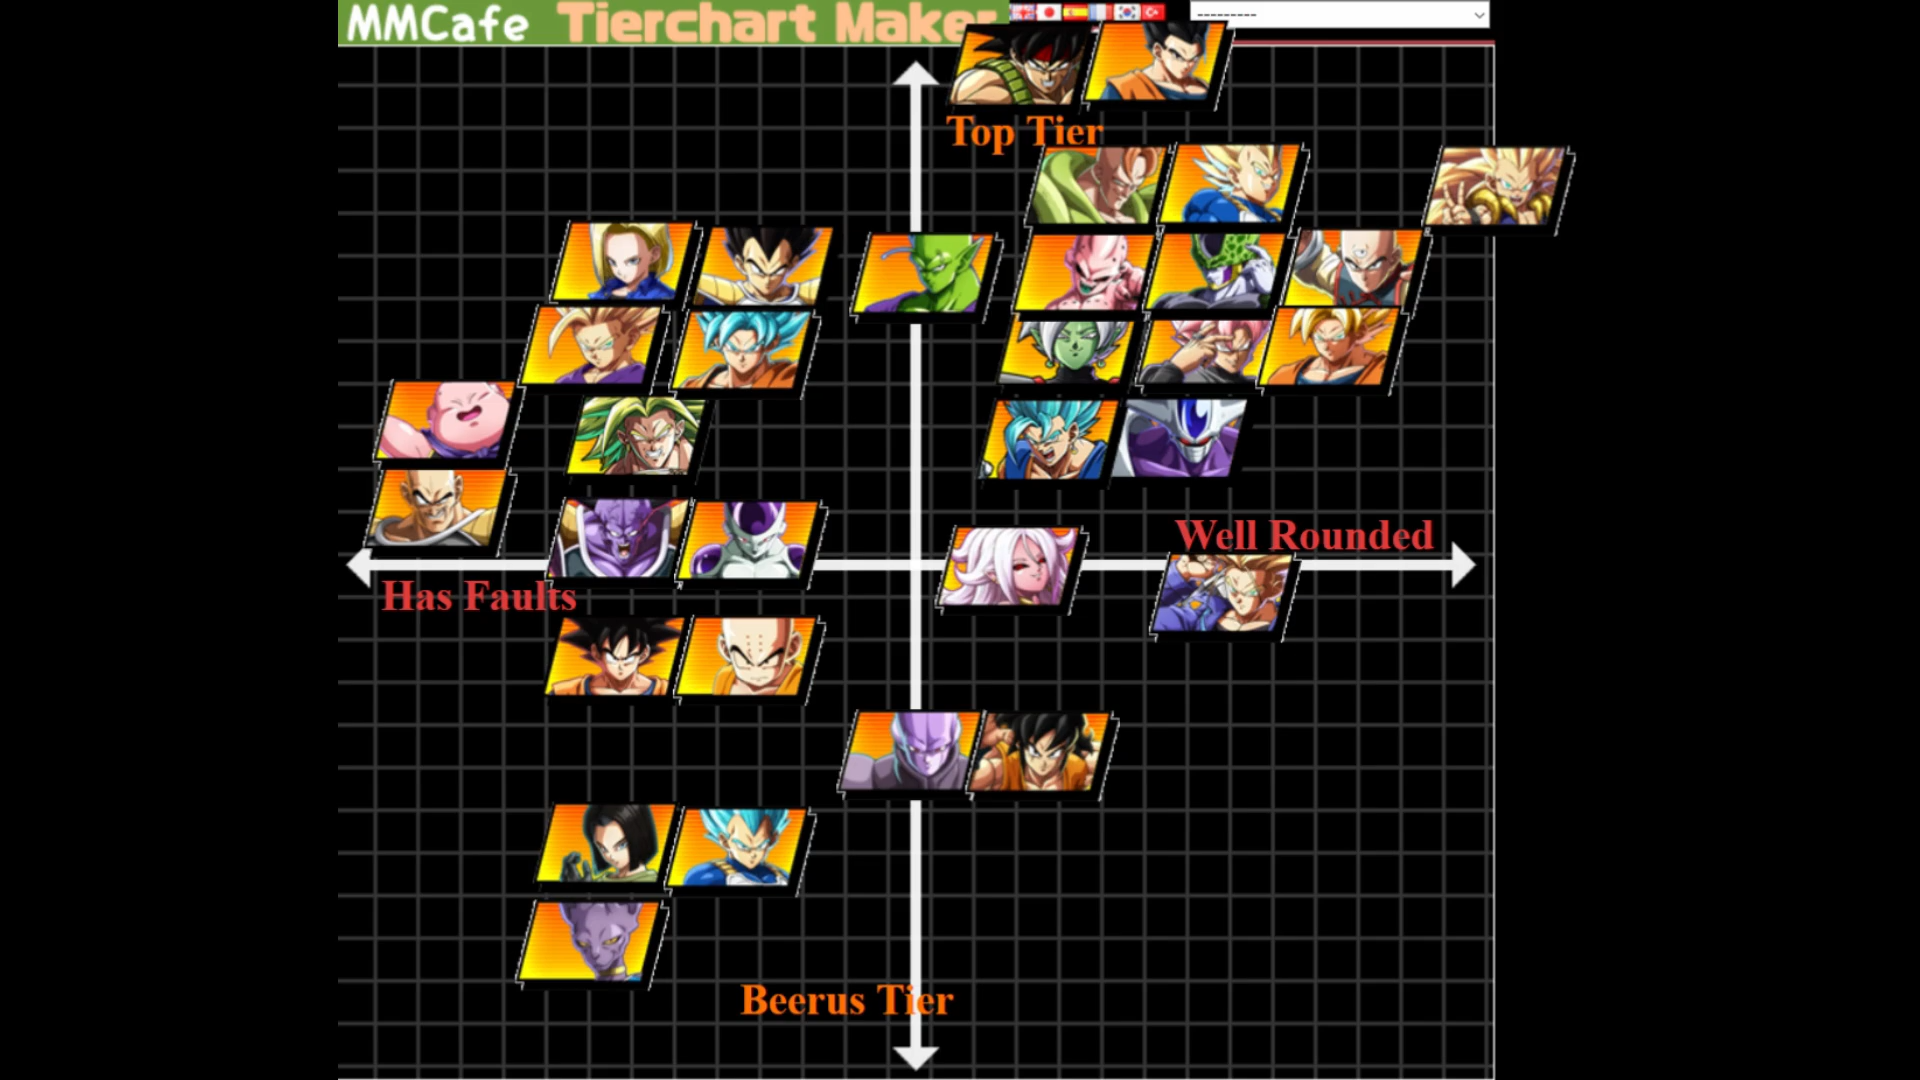 MMCafe Tierchart Maker
---------
Top Tier
Well Rounded
Has Faults
Beerus Tier